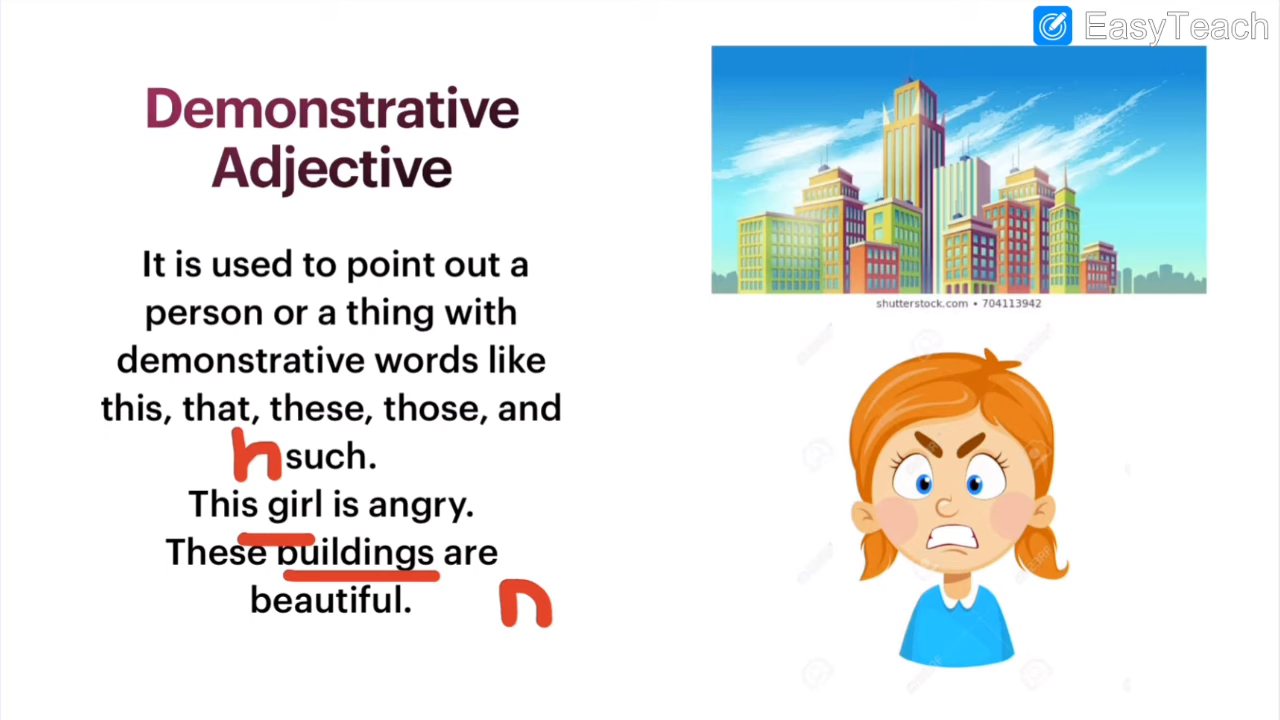 EasyTeach
Demonstrative
Adjective
It is used to point out a
person or a thing with
demonstrative words like
this, that, these, those, and
n such.
This girl is angry.
These buildings are
beautiful. n
shutterstock.com • 704113942